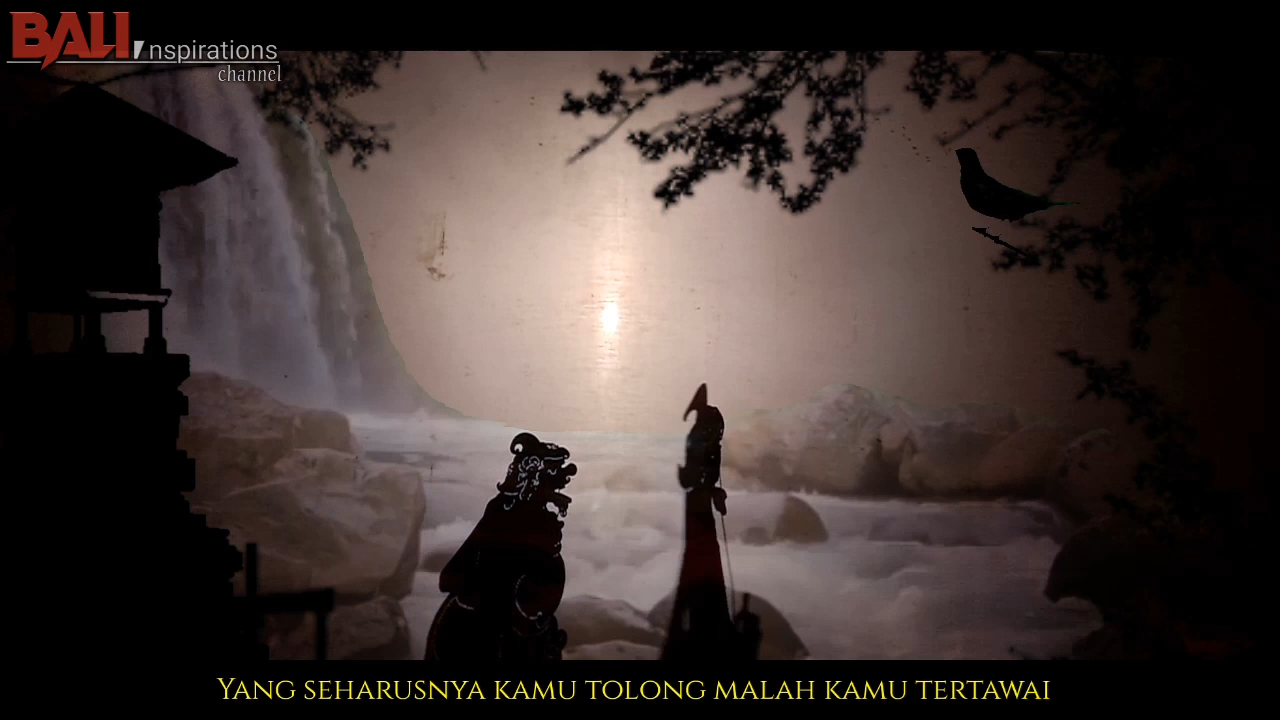 BALI'nspirations
channel
Yang seharusnya kamu tolong malah kamu tertawai